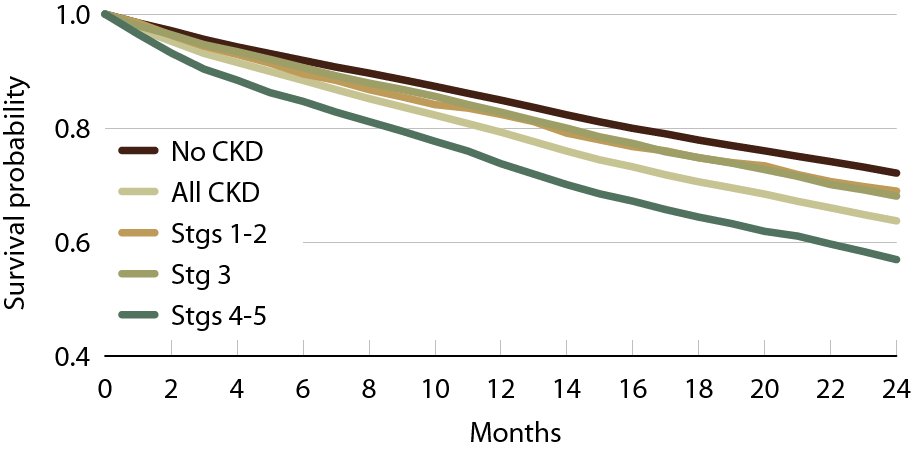 Survival probability
1.0
0.8
0.6
0.4
No CKD
All CKD
Stgs 1-2
Stg 3
Stgs 4-5
0 2 4 6 8 10 12 14 16 18 20 22 24
Months